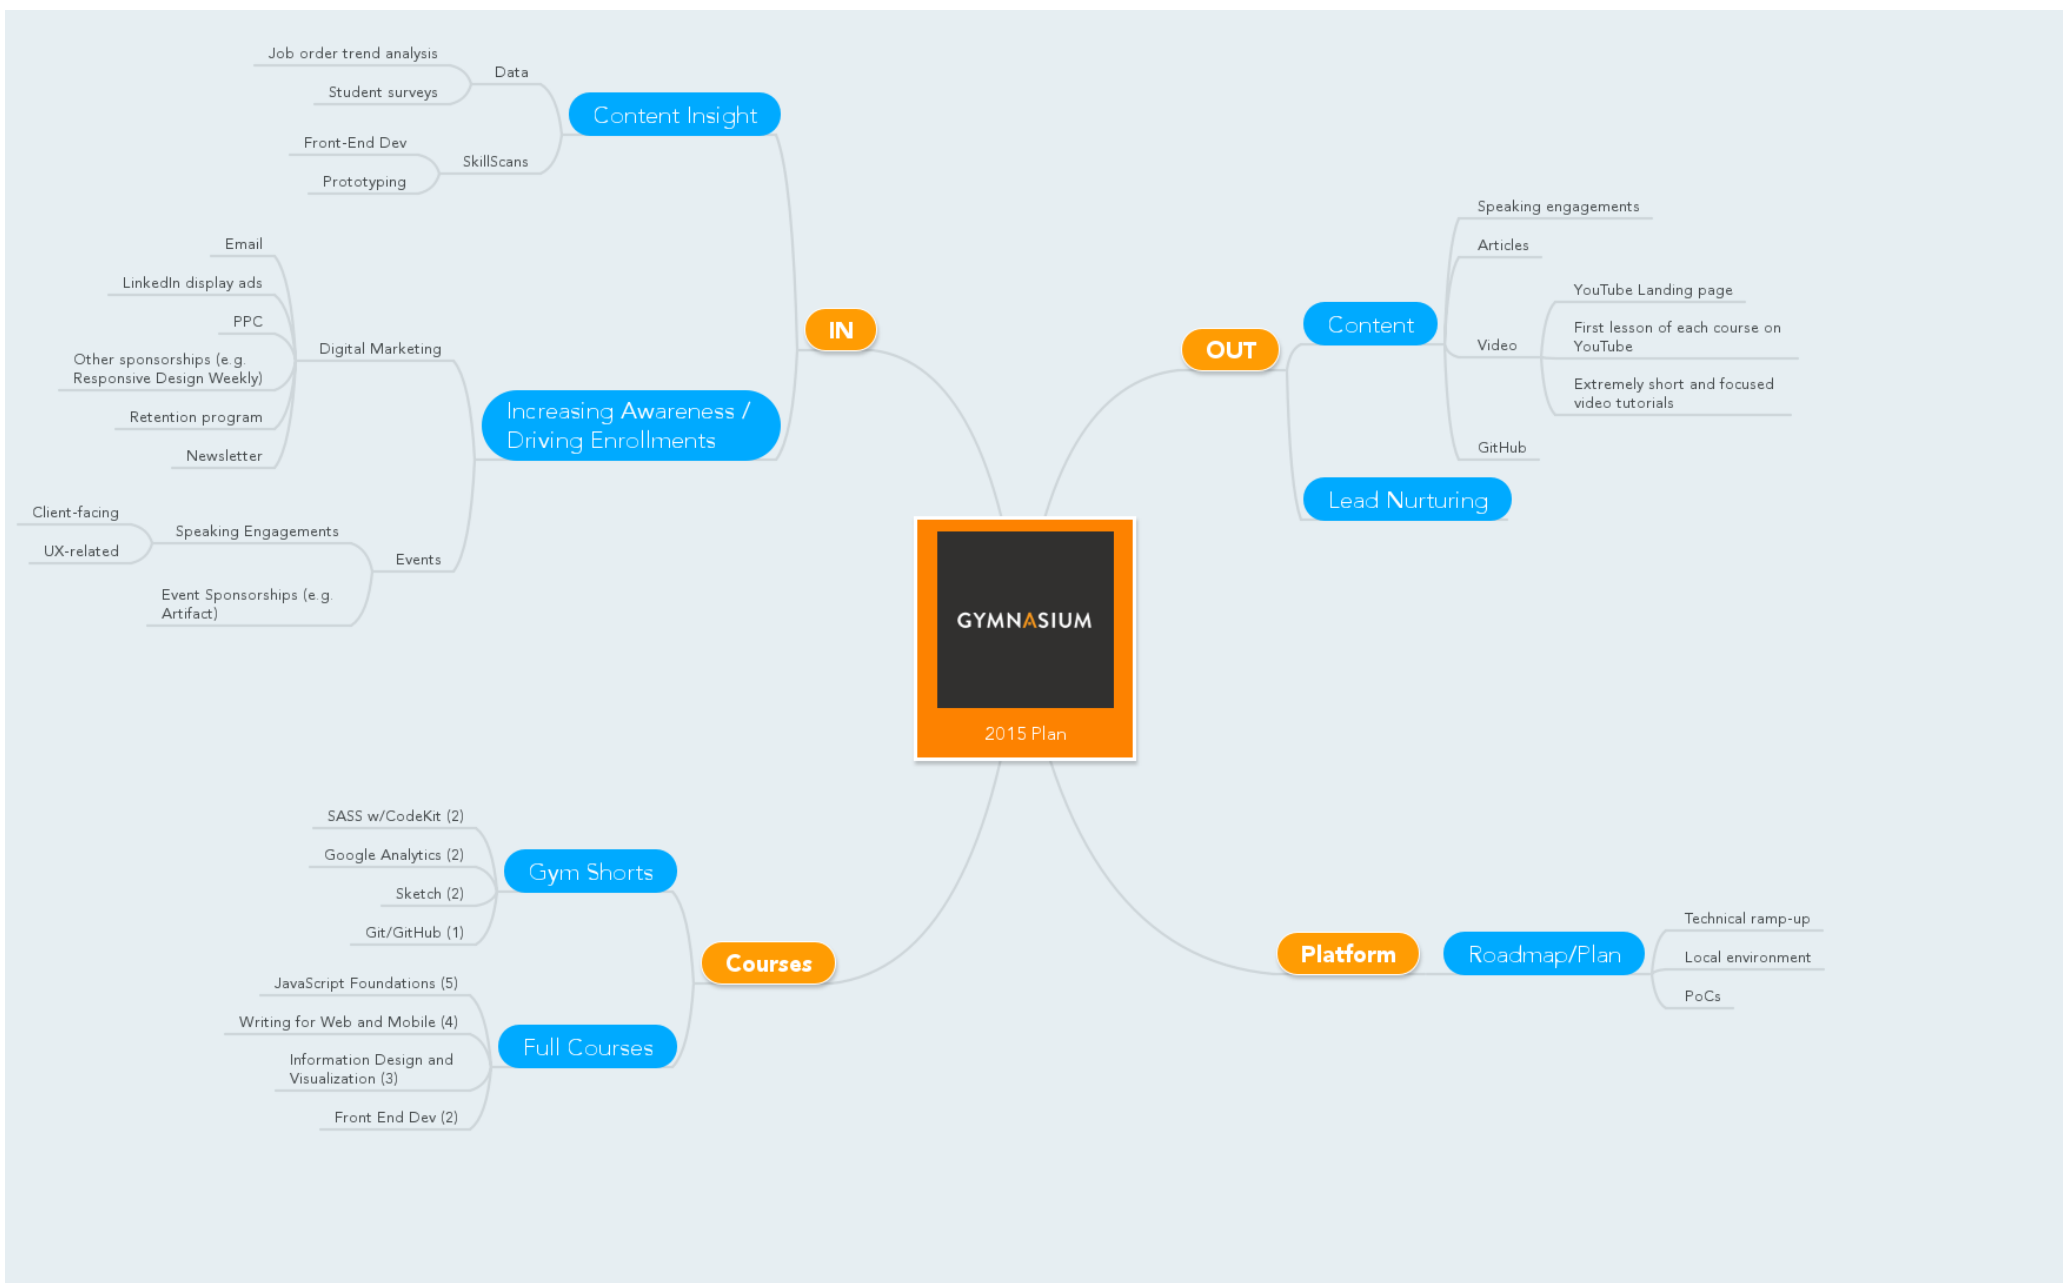 Job order trend analysis
Data
Student surveys
Content Insight
Front-End Dev
SkillScans
Prototyping
Email
LinkedIn display ads
PPC
Digital Marketing
Other sponsorships (e.g.
Responsive Design Weekly)
Retention program
Newsletter
IN
Increasing Awareness /
Driving Enrollments
Client-facing
Speaking Engagements
UX-related
Events
Event Sponsorships (e.g.
Artifact)
OUT
Content
Speaking engagements
Articles
Video
YouTube Landing page
First lesson of each course on
YouTube
Extremely short and focused
video tutorials
GitHub
Lead Nurturing
GYMNASIUM
2015 Plan
SASS w/CodeKit (2)
Google Analytics (2)
Gym Shorts
Sketch (2)
Git/GitHub (1)
Courses
JavaScript Foundations (5)
Writing for Web and Mobile (4)
Full Courses
Information Design and
Visualization (3)
Front End Dev (2)
Platform
Roadmap/Plan
Technical ramp-up
Local environment
PoCs